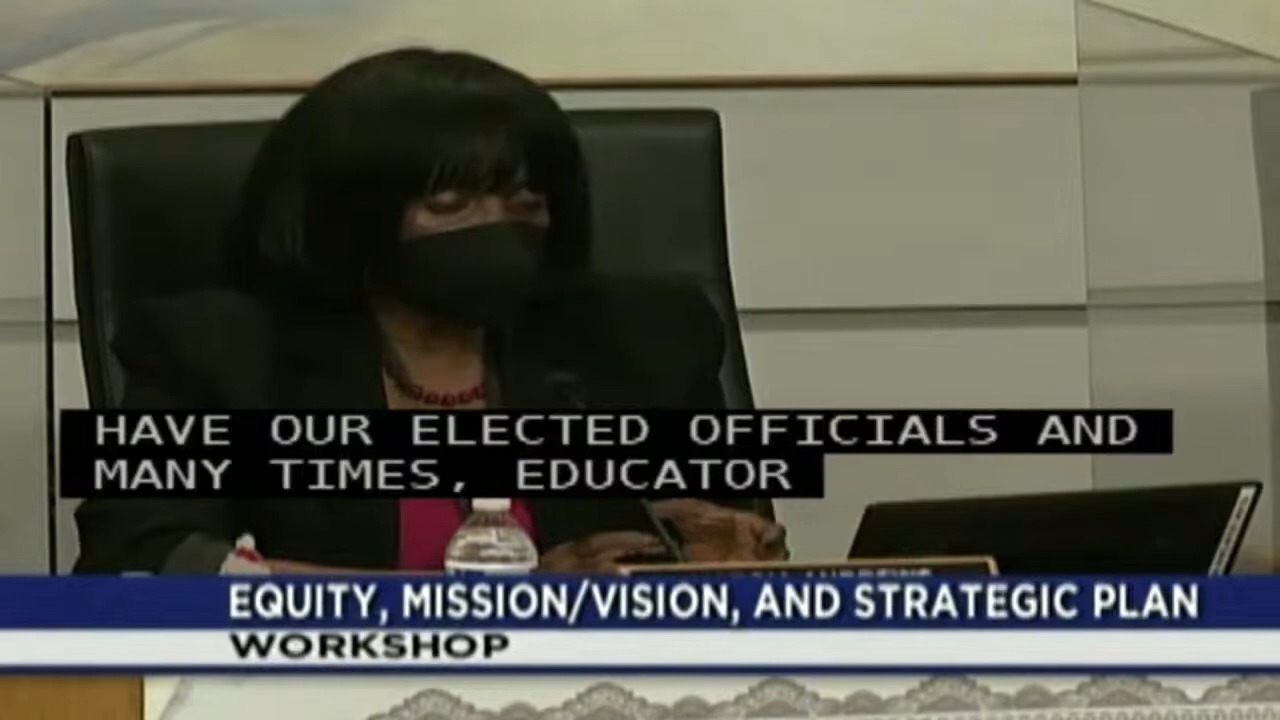 HAVE OUR ELECTED OFFICIALS AND
MANY TIMES, EDUCATOR
EQUITY, MISSION/VISION, AND STRATEGIC PLAN
WORKSHOP